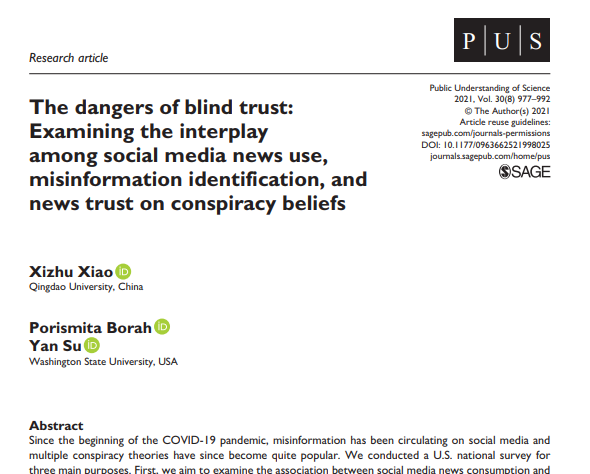 P U S
Research article
Public Understanding of Science
2021, Vol. 30(8) 977–992
© The Author(s) 2021
Article reuse guidelines:
sagepub.com/journals-permissions
DOI: 10.1177/0963662521998025
journals.sagepub.com/home/pus
SAGE
The dangers of blind trust:
Examining the interplay
among social media news use,
misinformation identification, and
news trust on conspiracy beliefs
Xizhu Xiao iD
Qingdao University, China
Porismita Borah iD
Yan Su iD
Washington State University, USA
Abstract
Since the beginning of the COVID-19 pandemic, misinformation has been circulating on social media and
multiple conspiracy theories have since become quite popular. We conducted a U.S. national survey for
three main purposes. First, we aim to examine the association between social media news consumption and